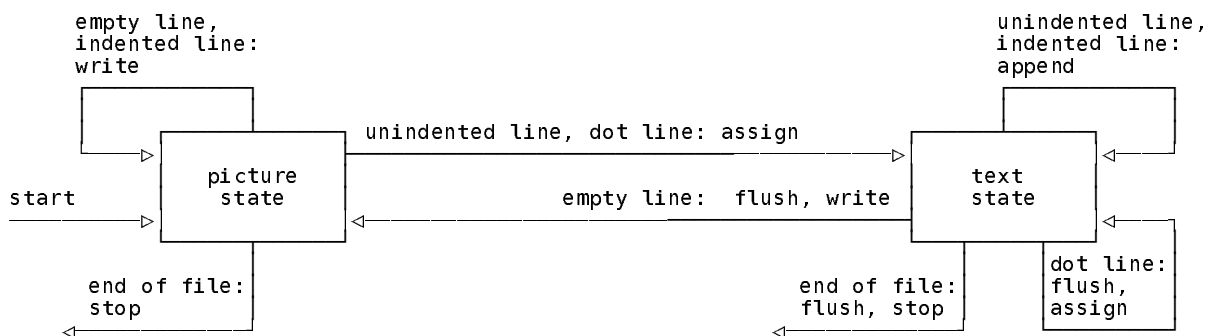 empty line,
indented line:
write
unindented line,
indented line:
append
unindented line, dot line: assign
picture
state
text
state
start
empty line:  flush, write
end of file:
stop
end of file:
flush, stop
dot line:
flush,
assign